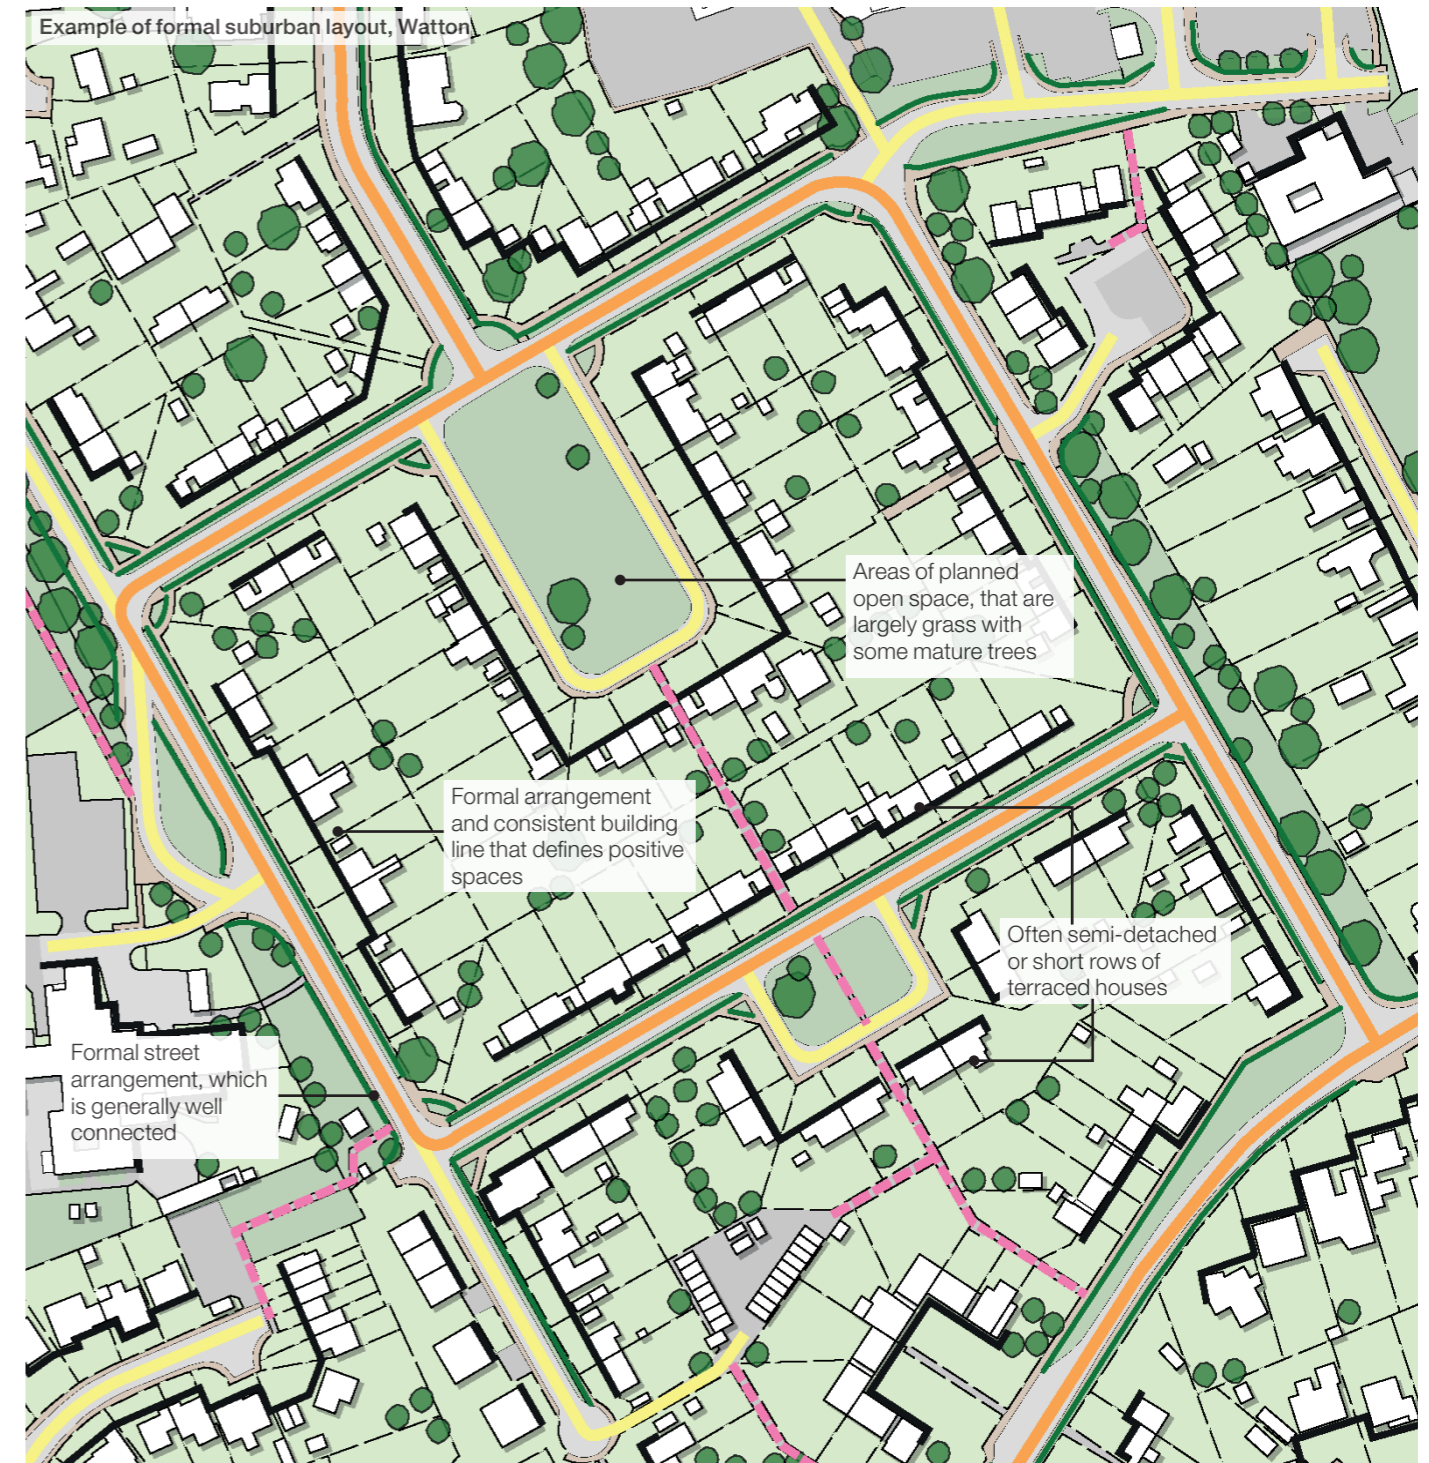 Example of formal suburban layout, Watton
Areas of planned
open space, that are
largely grass with
some mature trees
Formal arrangement
and consistent building
line that defines positive
spaces
Often semi-detached
or short rows of
terraced houses
Formal street
arrangement, which
is generally well
connected